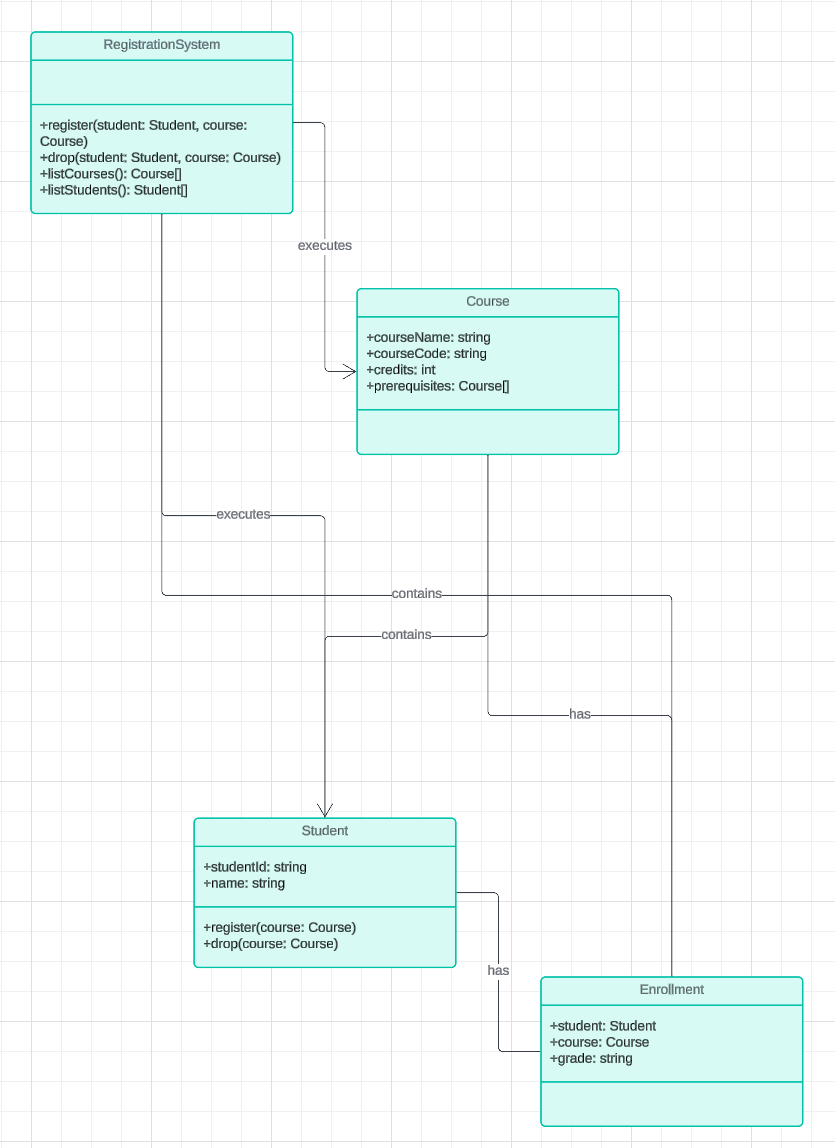 RegistrationSystem
+register(student: Student, course:
Course)
+drop(student: Student, course: Course)
+listCourses(): Course[]
+listStudents(): Student[]
executes
Course
+courseName: string
+courseCode: string
+credits: int
+prerequisites: Course[]
executes
contains
contains
has
Student
+studentId: string
+name: string
+register(course: Course)
+drop(course: Course)
has
Enrollment
+student: Student
+course: Course
+grade: string